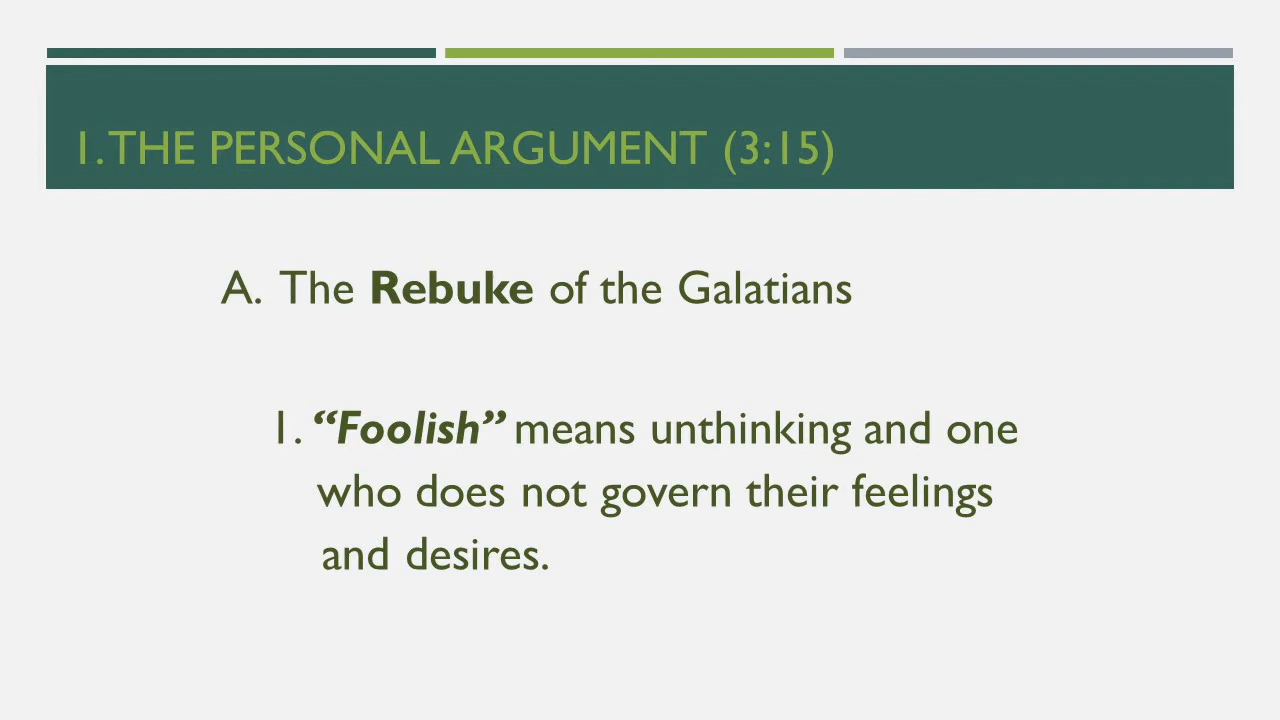 1. THE PERSONAL ARGUMENT (3:15)
A. The Rebuke of the Galatians
1. “Foolish” means unthinking and one
who does not govern their feelings
and desires.